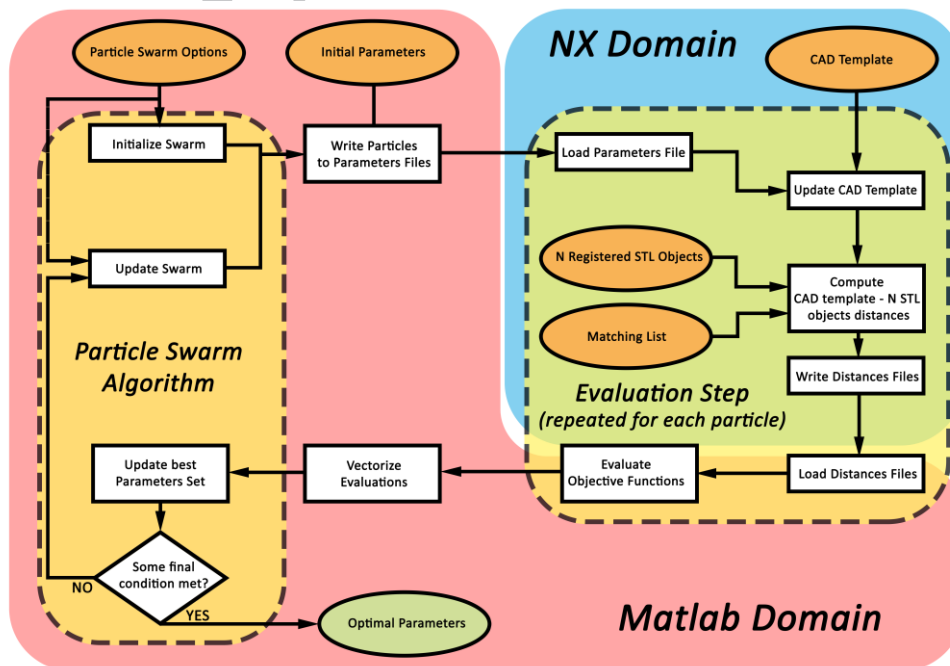 Particle Swarm Options
Initial Parameters
NX Domain
CAD Template
Initialize Swarm
Write Particles
to Parameters Files
Load Parameters File
Update CAD Template
Update Swarm
N Registered STL Objects
Compute
CAD template - N STL
objects distances
Matching List
Particle Swarm
Algorithm
Write Distances Files
Evaluation Step
(repeated for each particle)
Update best
Parameters Set
Vectorize
Evaluations
Evaluate
Objective Functions
Load Distances Files
Some final
condition met?
NO
YES
Optimal Parameters
Matlab Domain